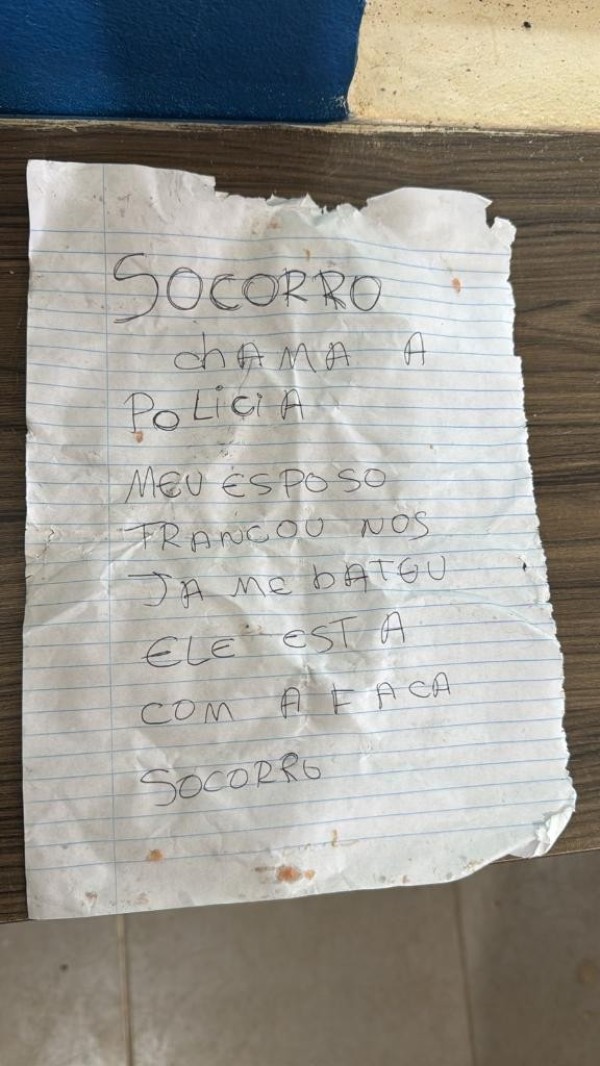 SOCORRO
chAMA A
POLiCiA
MEU ESPOSO
TRANCOU NOS
JA ME bATEU
ELE ESTA
COM A FACA
SOCORRO